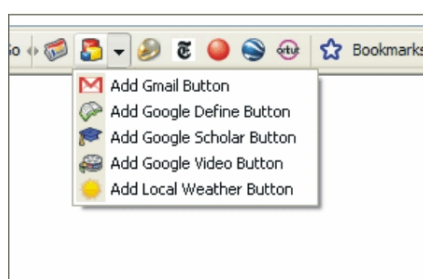 Bookmarks
Add Gmail Button
Add Google Define Button
Add Google Scholar Button
Add Google Video Button
Add Local Weather Button